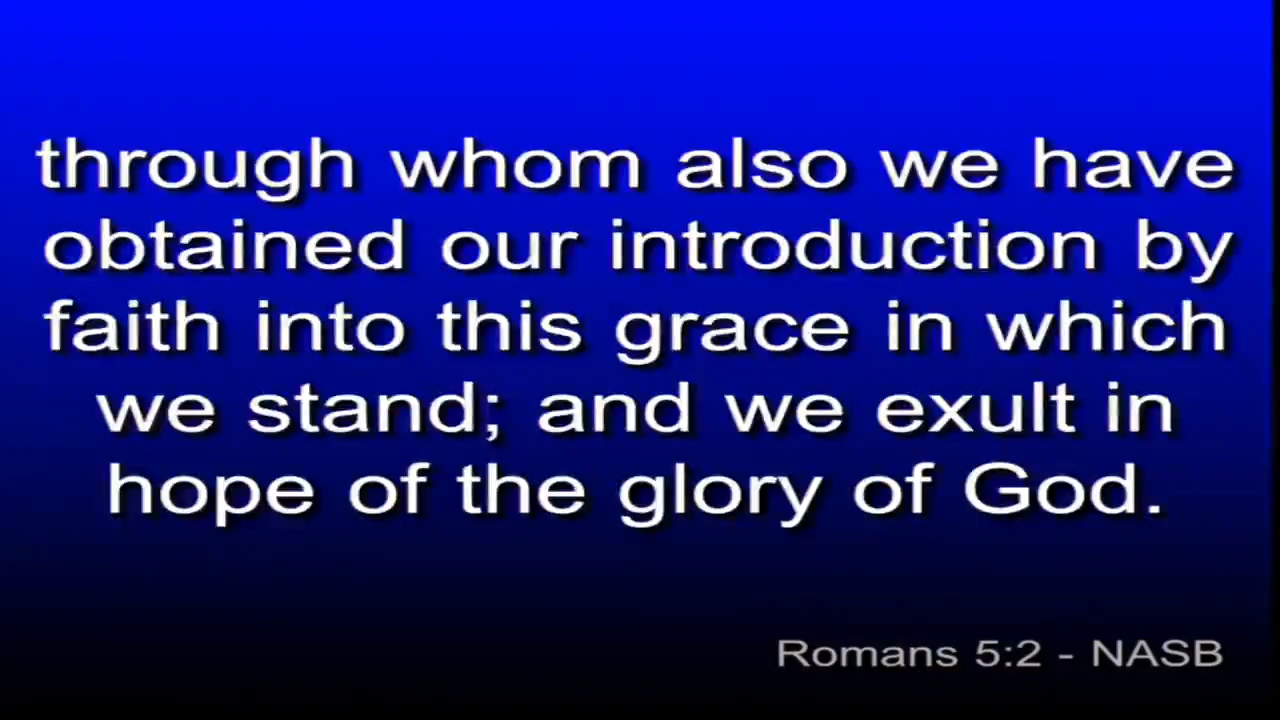 through whom also we have
obtained our introduction by
faith into this grace in which
we stand; and we exult in
hope of the glory of God.
Romans 5:2 - NASB